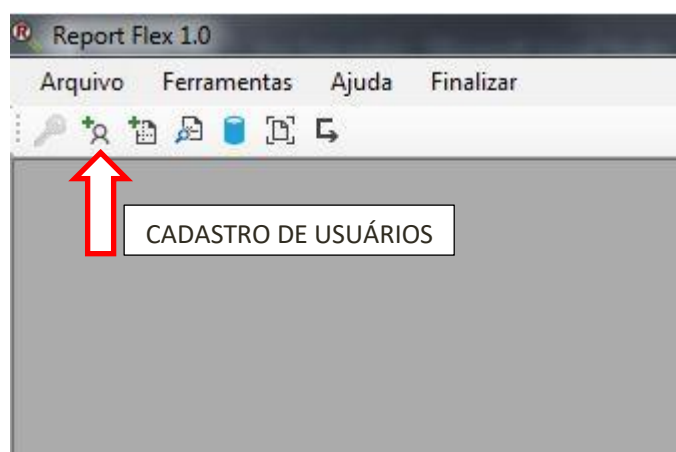 Report Flex 1.0
Arquivo Ferramentas Ajuda Finalizar
CADASTRO DE USUÁRIOS